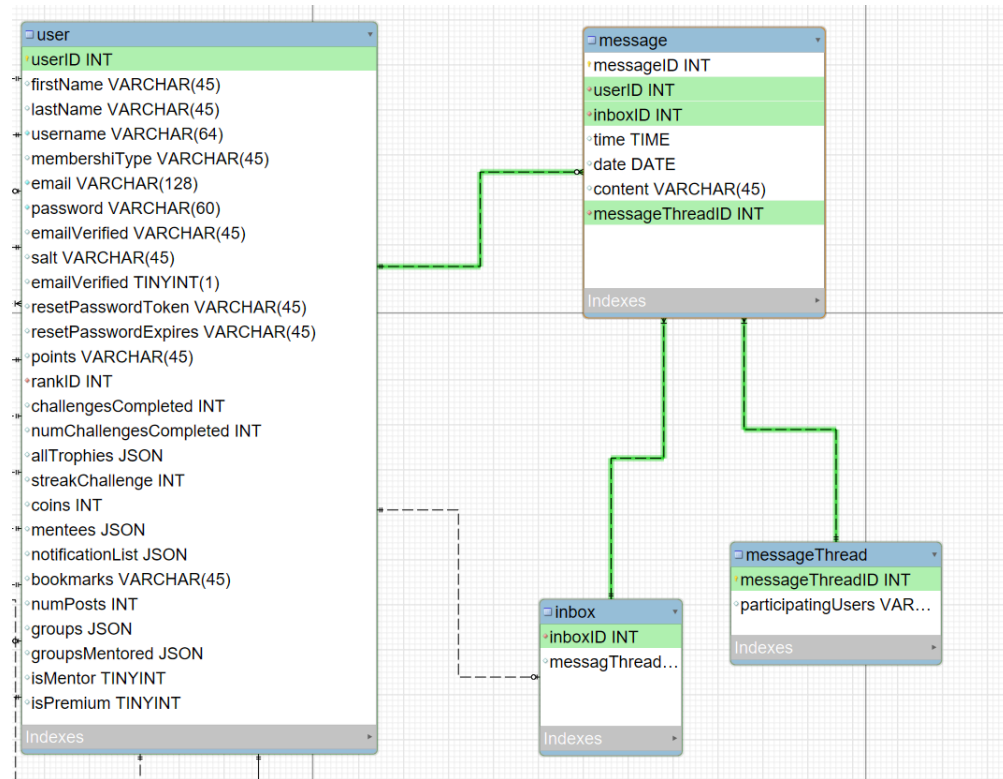 user
userID INT
firstName VARCHAR(45)
lastName VARCHAR(45)
username VARCHAR(64)
membershiType VARCHAR(45)
email VARCHAR(128)
password VARCHAR(60)
emailVerified VARCHAR(45)
salt VARCHAR(45)
emailVerified TINYINT(1)
resetPasswordToken VARCHAR(45)
resetPasswordExpires VARCHAR(45)
points VARCHAR(45)
rankID INT
challengesCompleted INT
numChallengesCompleted INT
allTrophies JSON
streakChallenge INT
coins INT
mentees JSON
notificationList JSON
bookmarks VARCHAR(45)
numPosts INT
groups JSON
groupsMentored JSON
isMentor TINYINT
isPremium TINYINT
Indexes
message
messageID INT
userID INT
inboxID INT
time TIME
date DATE
content VARCHAR(45)
messageThreadID INT
Indexes
inbox
inboxID INT
messagThread...
Indexes
messageThread
messageThreadID INT
participatingUsers VAR...
Indexes